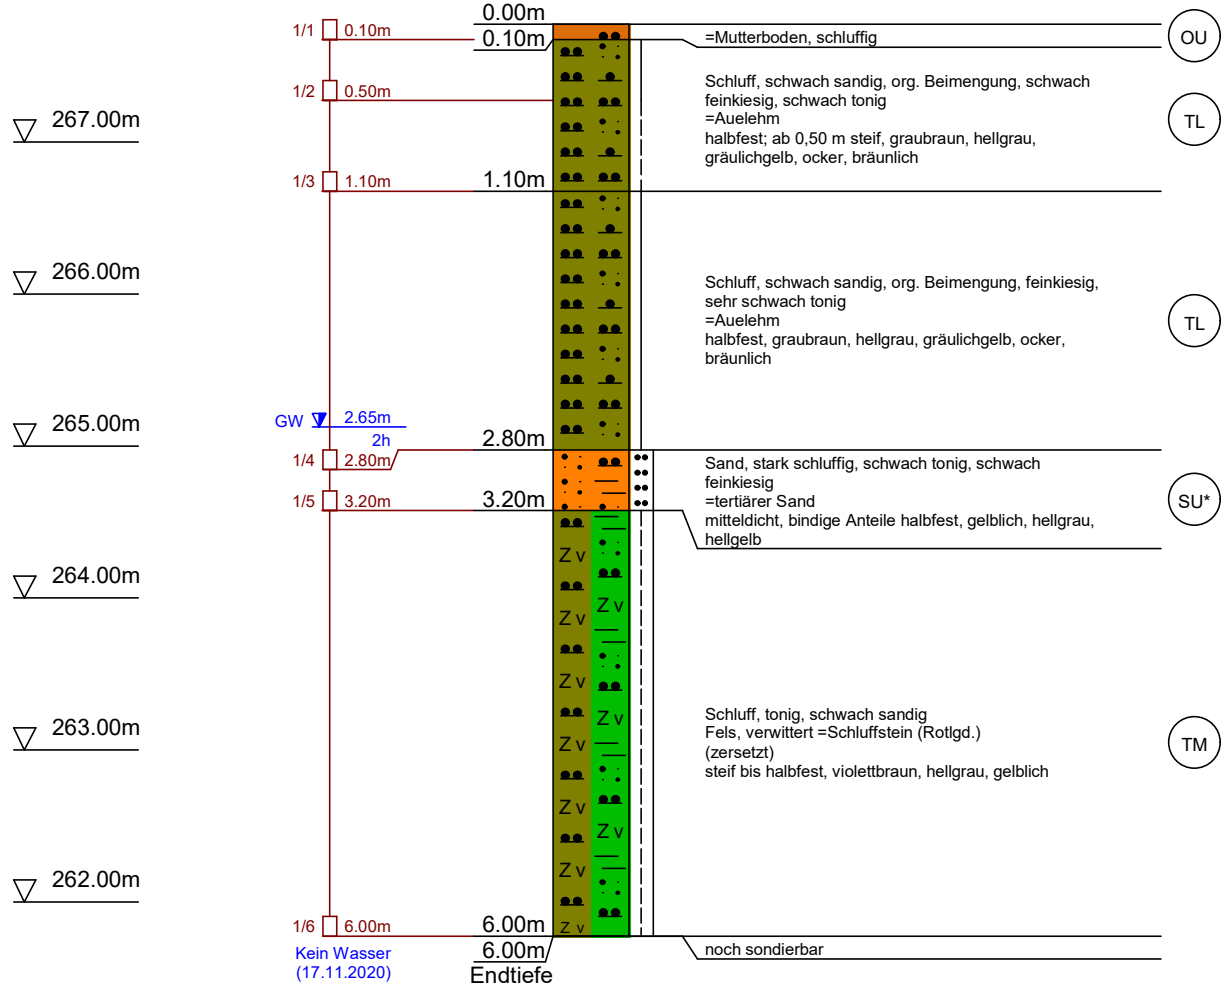 0.00m
1/1 0.10m
0.10m
=Mutterboden, schluffig
OU
1/2 0.50m
Schluff, schwach sandig, org. Beimengung, schwach
feinkiesig, schwach tonig
=Auelehm
halbfest; ab 0,50 m steif, graubraun, hellgrau,
gräulichgelb, ocker, bräunlich
TL
267.00m
1/3 1.10m
1.10m
266.00m
Schluff, schwach sandig, org. Beimengung, feinkiesig,
sehr schwach tonig
=Auelehm
halbfest, graubraun, hellgrau, gräulichgelb, ocker,
bräunlich
TL
265.00m
GW 2.65m
2h
2.80m
1/4 2.80m
1/5 3.20m
3.20m
Sand, stark schluffig, schwach tonig, schwach
feinkiesig
=tertiärer Sand
mitteldicht, bindige Anteile halbfest, gelblich, hellgrau,
hellgelb
SU*
264.00m
Z v
Z v
Z v
Z v
Z v
263.00m
Z v
Z v
Z v
Z v
Z v
Schluff, tonig, schwach sandig
Fels, verwittert =Schluffstein (Rotlgd.)
(zersetzt)
steif bis halbfest, violettbraun, hellgrau, gelblich
TM
262.00m
1/6 6.00m
6.00m
6.00m
Endtiefe
Kein Wasser
(17.11.2020)
noch sondierbar